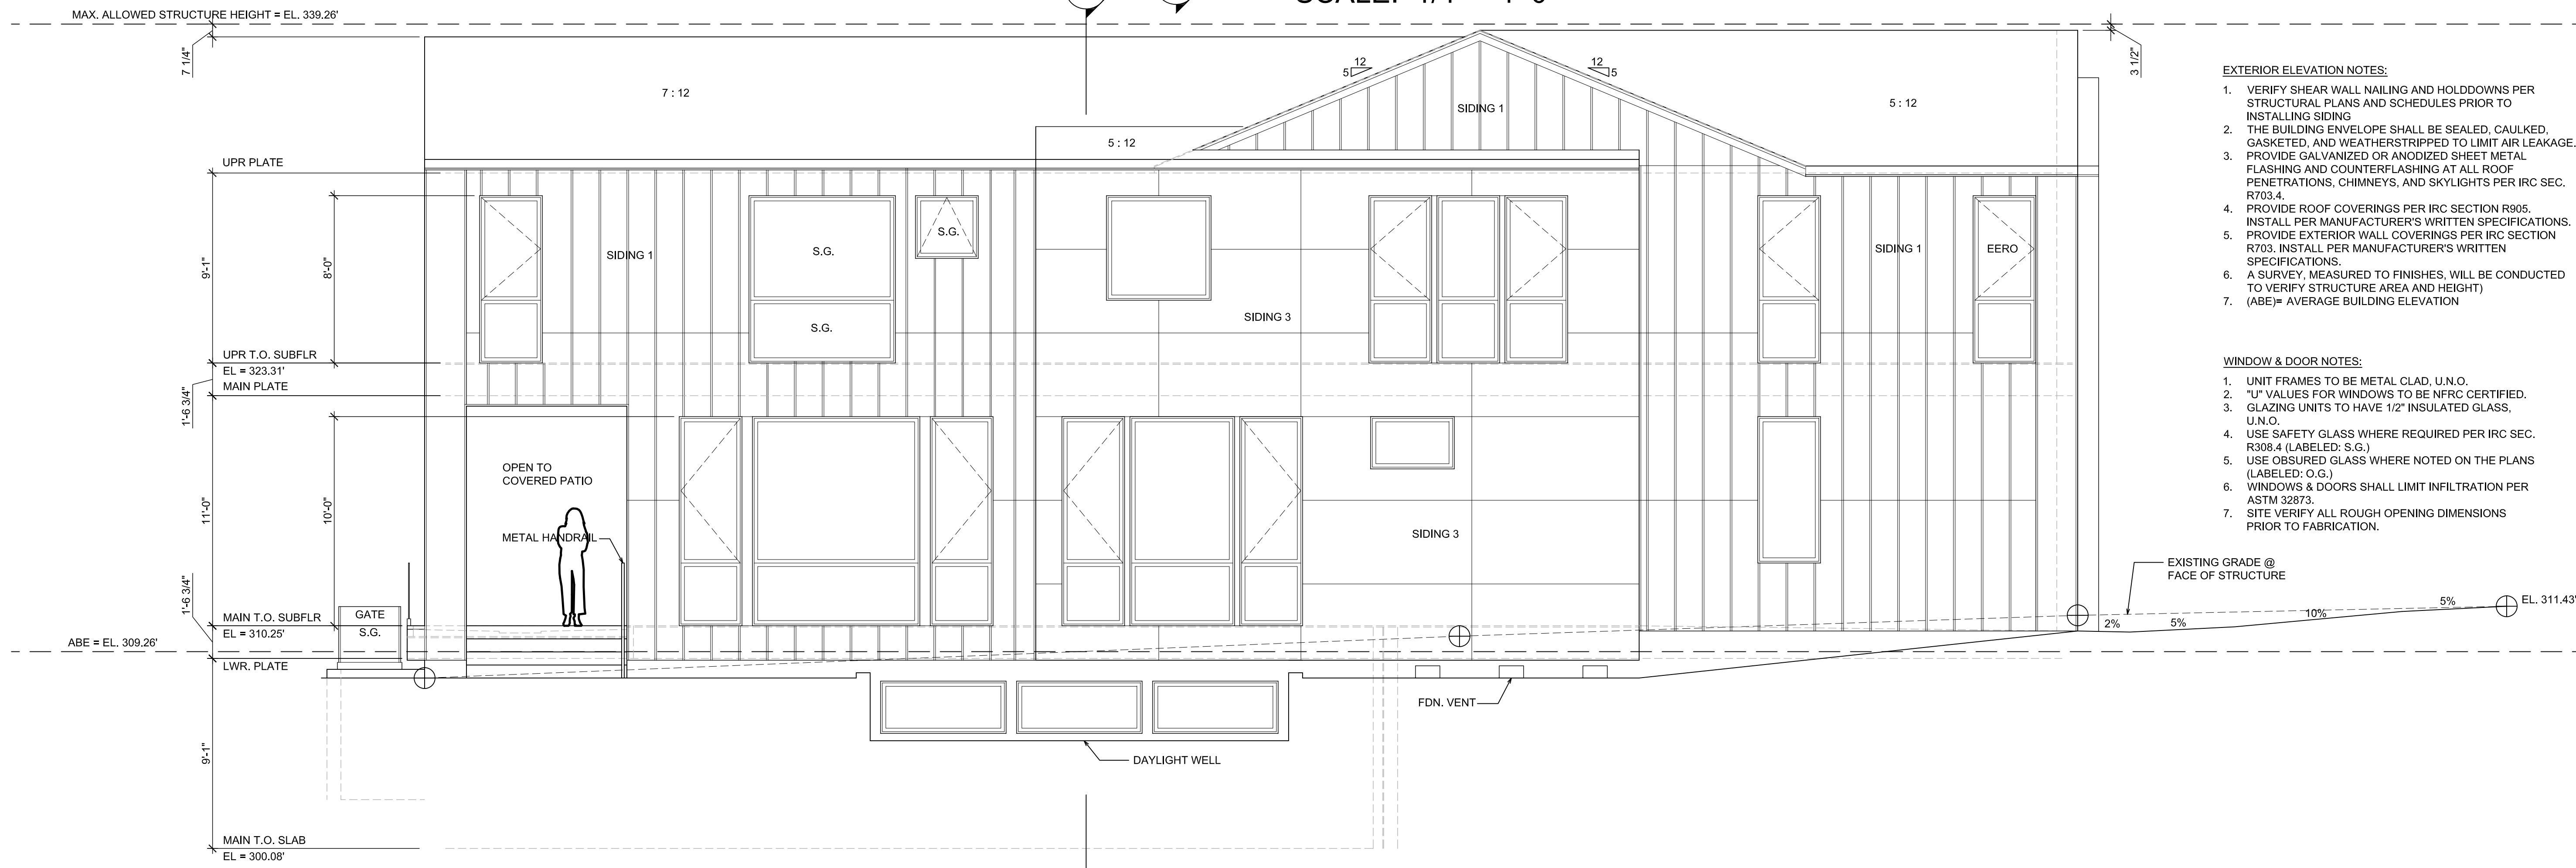 MAX. ALLOWED STRUCTURE HEIGHT = EL. 339.26'
7 1/4"
3 1/2"
12
5
12
5
7 : 12
SIDING 1
5 : 12
5 : 12
UPR PLATE
9'-1"
8'-0"
SIDING 1
S.G.
S.G.
S.G.
SIDING 3
SIDING 1
EERO
UPR T.O. SUBFLR
EL = 323.31'
MAIN PLATE
1'-6 3/4"
11'-0"
10'-0"
OPEN TO
COVERED PATIO
METAL HANDRAIL
SIDING 3
1'-6 3/4"
MAIN T.O. SUBFLR
EL = 310.25'
GATE
S.G.
ABE = EL. 309.26'
LWR. PLATE
9'-1"
FDN. VENT
DAYLIGHT WELL
MAIN T.O. SLAB
EL = 300.08'
EXISTING GRADE @
FACE OF STRUCTURE
2%
5%
10%
5%
EL. 311.43'
EXTERIOR ELEVATION NOTES:
1. VERIFY SHEAR WALL NAILING AND HOLDDOWNS PER
STRUCTURAL PLANS AND SCHEDULES PRIOR TO
INSTALLING SIDING
2. THE BUILDING ENVELOPE SHALL BE SEALED, CAULKED,
GASKETED, AND WEATHERSTRIPPED TO LIMIT AIR LEAKAGE.
3. PROVIDE GALVANIZED OR ANODIZED SHEET METAL
FLASHING AND COUNTERFLASHING AT ALL ROOF
PENETRATIONS, CHIMNEYS, AND SKYLIGHTS PER IRC SEC.
R703.4.
4. PROVIDE ROOF COVERINGS PER IRC SECTION R905.
INSTALL PER MANUFACTURER'S WRITTEN SPECIFICATIONS.
5. PROVIDE EXTERIOR WALL COVERINGS PER IRC SECTION
R703. INSTALL PER MANUFACTURER'S WRITTEN
SPECIFICATIONS.
6. A SURVEY, MEASURED TO FINISHES, WILL BE CONDUCTED
TO VERIFY STRUCTURE AREA AND HEIGHT)
7. (ABE)= AVERAGE BUILDING ELEVATION
WINDOW & DOOR NOTES:
1. UNIT FRAMES TO BE METAL CLAD, U.N.O.
2. "U" VALUES FOR WINDOWS TO BE NFRC CERTIFIED.
3. GLAZING UNITS TO HAVE 1/2" INSULATED GLASS,
U.N.O.
4. USE SAFETY GLASS WHERE REQUIRED PER IRC SEC.
R308.4 (LABELED: S.G.)
5. USE OBSURED GLASS WHERE NOTED ON THE PLANS
(LABELED: O.G.)
6. WINDOWS & DOORS SHALL LIMIT INFILTRATION PER
ASTM 32873.
7. SITE VERIFY ALL ROUGH OPENING DIMENSIONS
PRIOR TO FABRICATION.